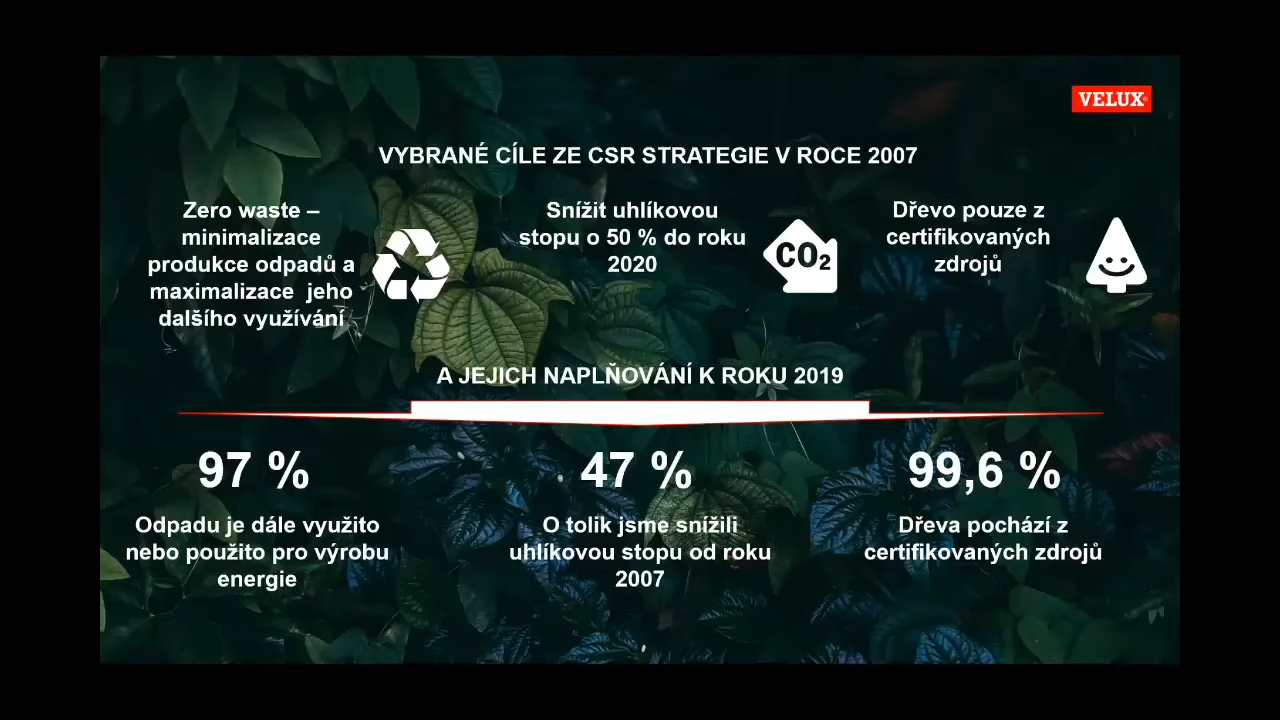 VELUX®
VYBRANÉ CÍLE ZE CSR STRATEGIE V ROCE 2007
Zero waste –
minimalizace
produkce odpadů a
maximalizace jeho
dalšího využívání
Snížit uhlíkovou
stopu o 50 % do roku
2020
CO2
Dřevo pouze z
certifikovaných
zdrojů
A JEJICH NAPLŇOVÁNÍ K ROKU 2019
97 %
Odpadu je dále využito
nebo použito pro výrobu
energie
47 %
O tolik jsme snížili
uhlíkovou stopu od roku
2007
99,6 %
Dřeva pochází z
certifikovaných zdrojů